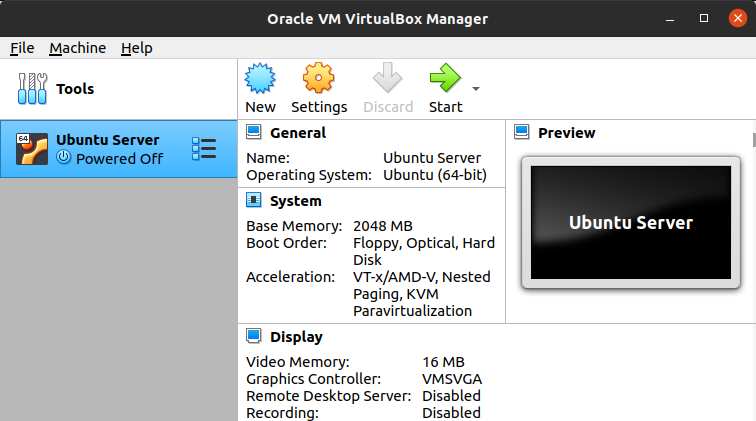 Oracle VM VirtualBox Manager
File Machine Help
Tools
New Settings Discard Start
64
Ubuntu Server
Powered Off
General
Name: Ubuntu Server
Operating System: Ubuntu (64-bit)
System
Base Memory: 2048 MB
Boot Order: Floppy, Optical, Hard
Disk
Acceleration: VT-x/AMD-V, Nested
Paging, KVM
Paravirtualization
Preview
Ubuntu Server
Display
Video Memory: 16 MB
Graphics Controller: VMSVGA
Remote Desktop Server: Disabled
Recording: Disabled